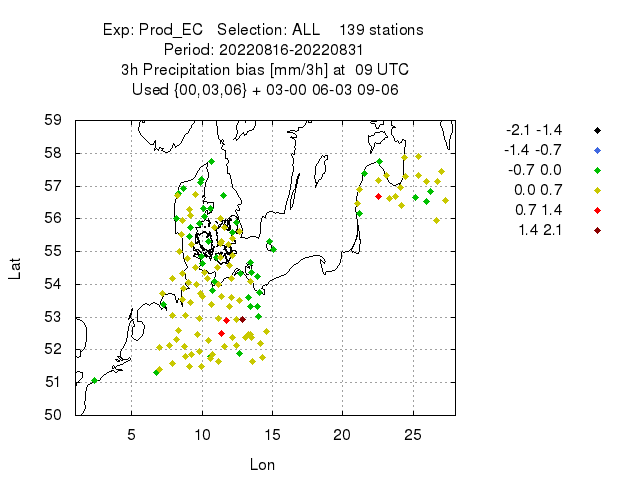 Exp: Prod_EC   Selection: ALL    139 stations
Period: 20220816-20220831
3h Precipitation bias [mm/3h] at  09 UTC
Used {00,03,06} + 03-00 06-03 09-06
59
58
57
56
55
54
53
52
51
50
Lat
5 10 15 20 25
Lon
-2.1 -1.4
-1.4 -0.7
-0.7 0.0
0.0 0.7
0.7 1.4
1.4 2.1